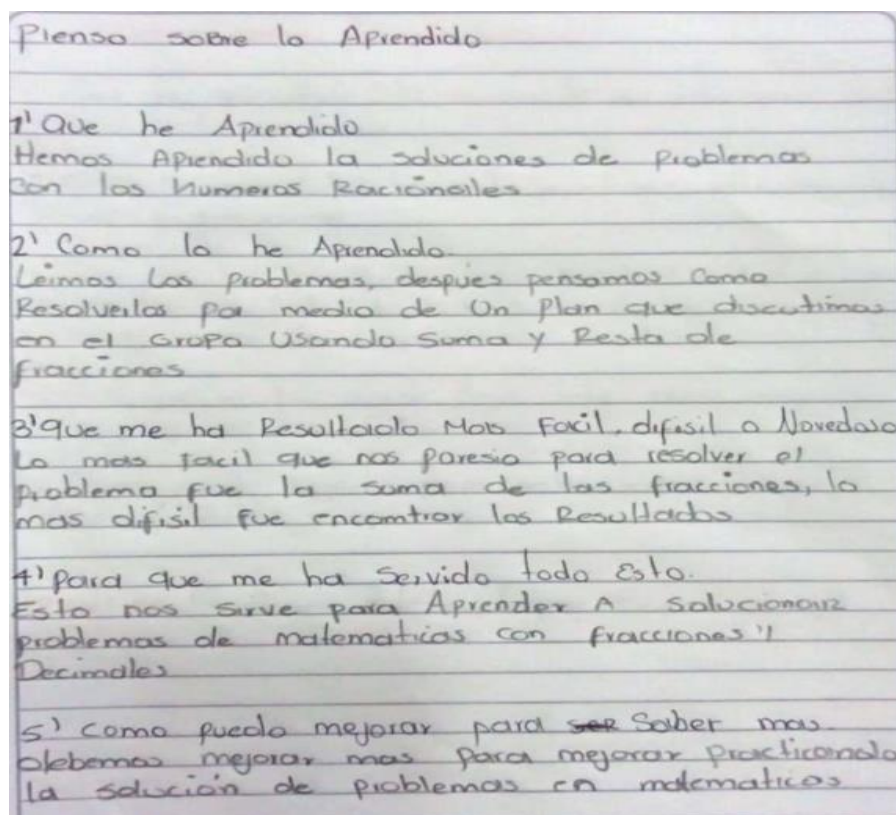 Pienso sobre lo Aprendido
1' Que he Aprendido
Hemos Aprendido la soluciones de problemas
con los numeros Racionales
2' Como lo he Aprendido
Leimos Los problemas, despues pensamos Como
Resolverlos por medio de Un Plan que discutimos
en el Grupo Usando Suma y Resta de
fracciones
3' que me ha Resultado Mas Facil, difisil o Novedoso
Lo mas facil que nos paresio para resolver el
problema fue la suma de las fracciones, lo
mas difisil fue encomtrar los Resultados
4' para que me ha Servido todo Esto.
Esto nos sirve para Aprender A solucionar
problemas de matematicas con fracciones y
Decimales
5' como puedo mejorar para Saber mas
debemos mejorar mas para mejorar practicando
la solución de problemas en matematicas